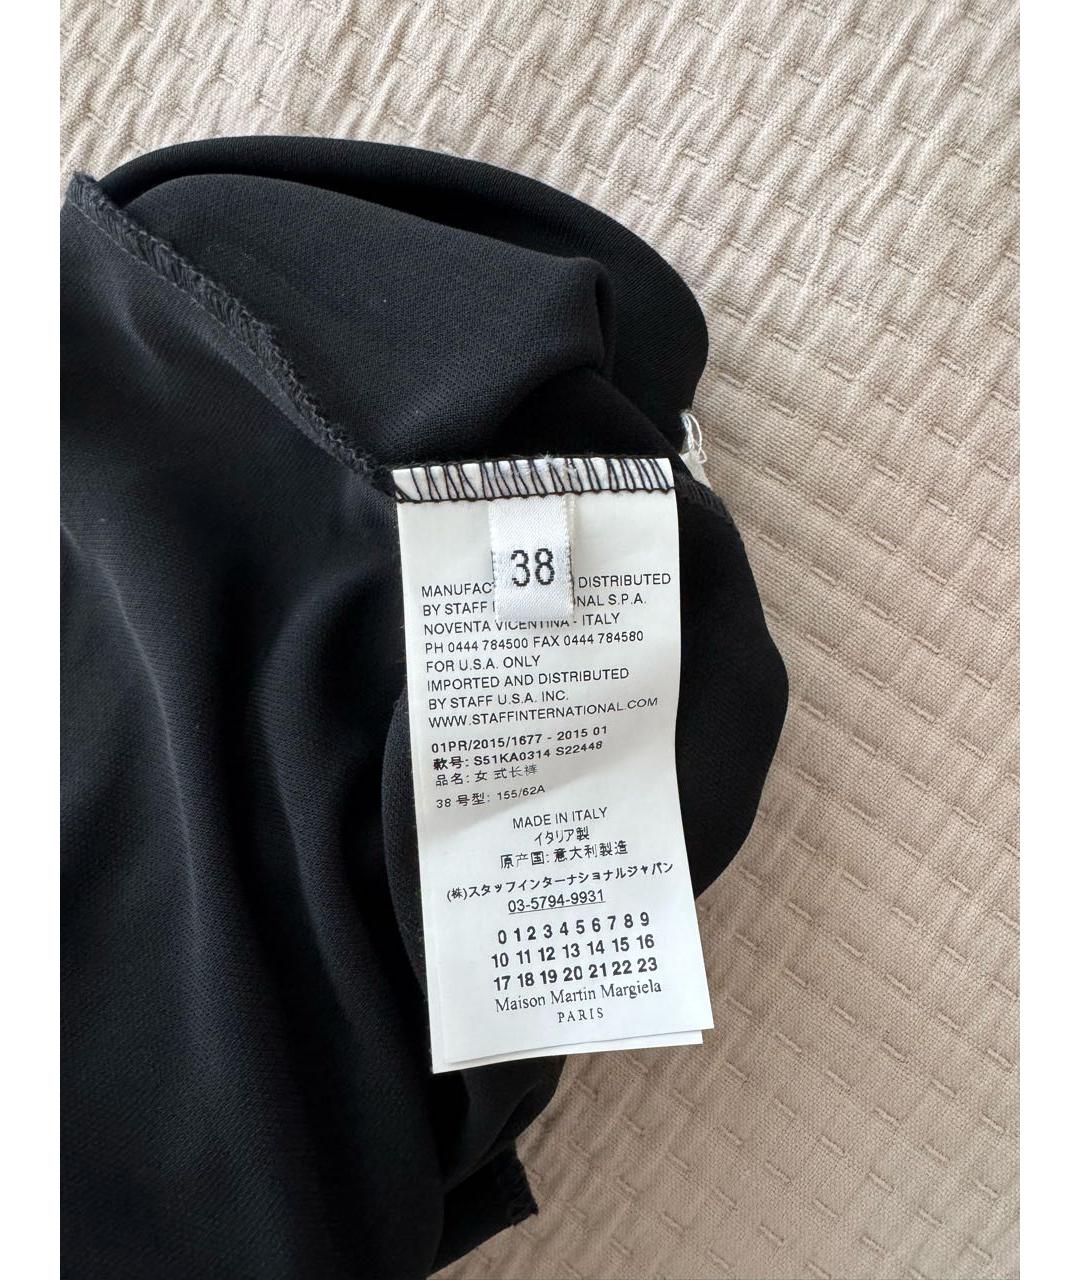 38
MANUFAC DISTRIBUTED
BY STAFF NAL S.P.A.
NOVENTA VICENTINA - ITALY
PH 0444 784500 FAX 0444 784580
FOR U.S.A. ONLY
IMPORTED AND DISTRIBUTED
BY STAFF U.S.A. INC.
WWW.STAFFINTERNATIONAL.COM
01PR/2015/1677 - 2015 01
款号: S51KA0314 S22448
品名: 女 式长裤
38 号型: 155/62A
MADE IN ITALY
イタリア製
原产国: 意大利製造
(株)スタッフインターナショナルジャパン
03-5794-9931
0 1 2 3 4 5 6 7 8 9
10 11 12 13 14 15 16
17 18 19 20 21 22 23
Maison Martin Margiela
PARIS